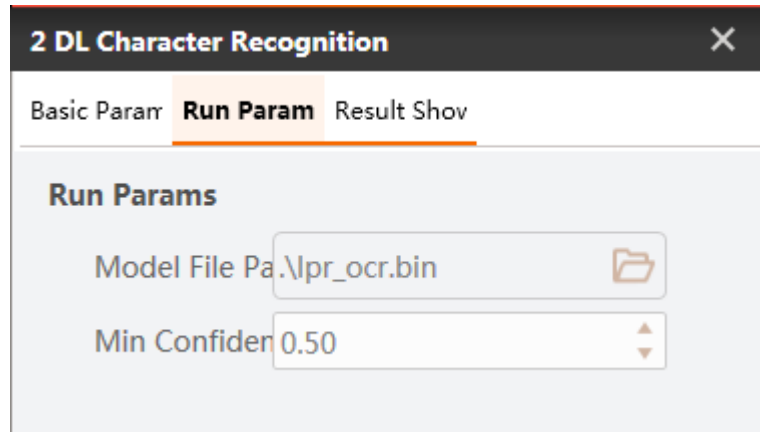 2 DL Character Recognition
Basic Param Run Param Result Shov
Run Params
Model File Pa .\lpr_ocr.bin
Min Confiden 0.50